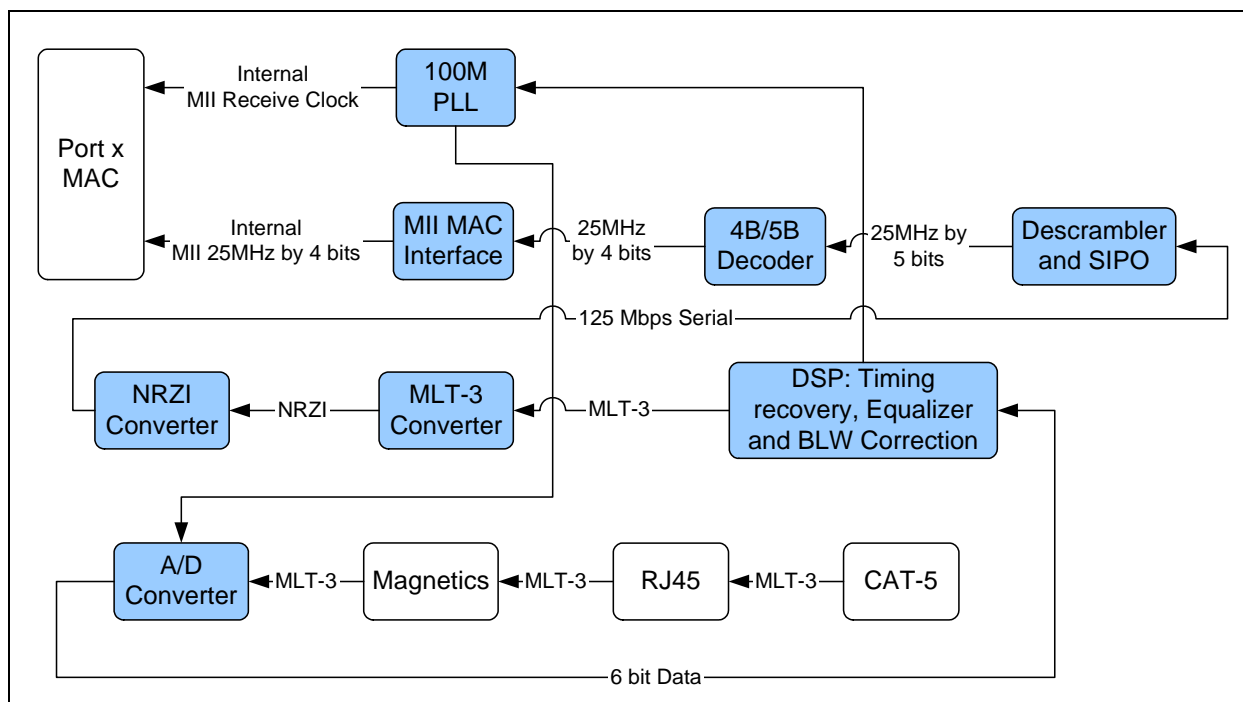 Port x
MAC
Internal
MII Receive Clock
100M
PLL
Internal
MII 25MHz by 4 bits
MII MAC
Interface
25MHz
by 4 bits
4B/5B
Decoder
25MHz by
5 bits
Descrambler
and SIPO
125 Mbps Serial
NRZI
Converter
NRZI
MLT-3
Converter
MLT-3
DSP: Timing
recovery, Equalizer
and BLW Correction
A/D
Converter
MLT-3
Magnetics
MLT-3
RJ45
MLT-3
CAT-5
6 bit Data